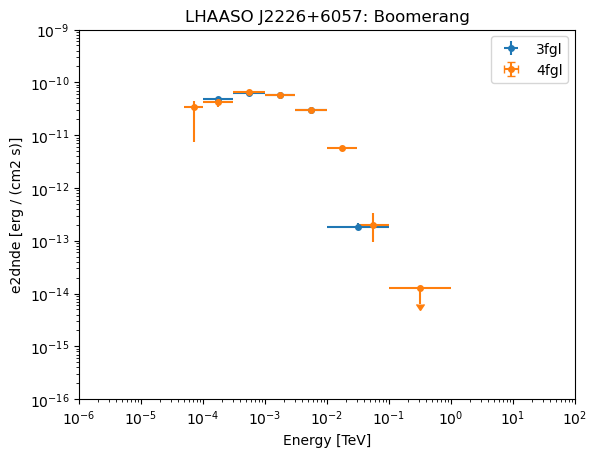 LHAASO J2226+6057: Boomerang
3fgl
4fgl
e2dnde [erg / (cm2 s)]
10⁻⁹
10⁻¹⁰
10⁻¹¹
10⁻¹²
10⁻¹³
10⁻¹⁴
10⁻¹⁵
10⁻¹⁶
10⁻⁶ 10⁻⁵ 10⁻⁴ 10⁻³ 10⁻² 10⁻¹ 10⁰ 10¹ 10²
Energy [TeV]